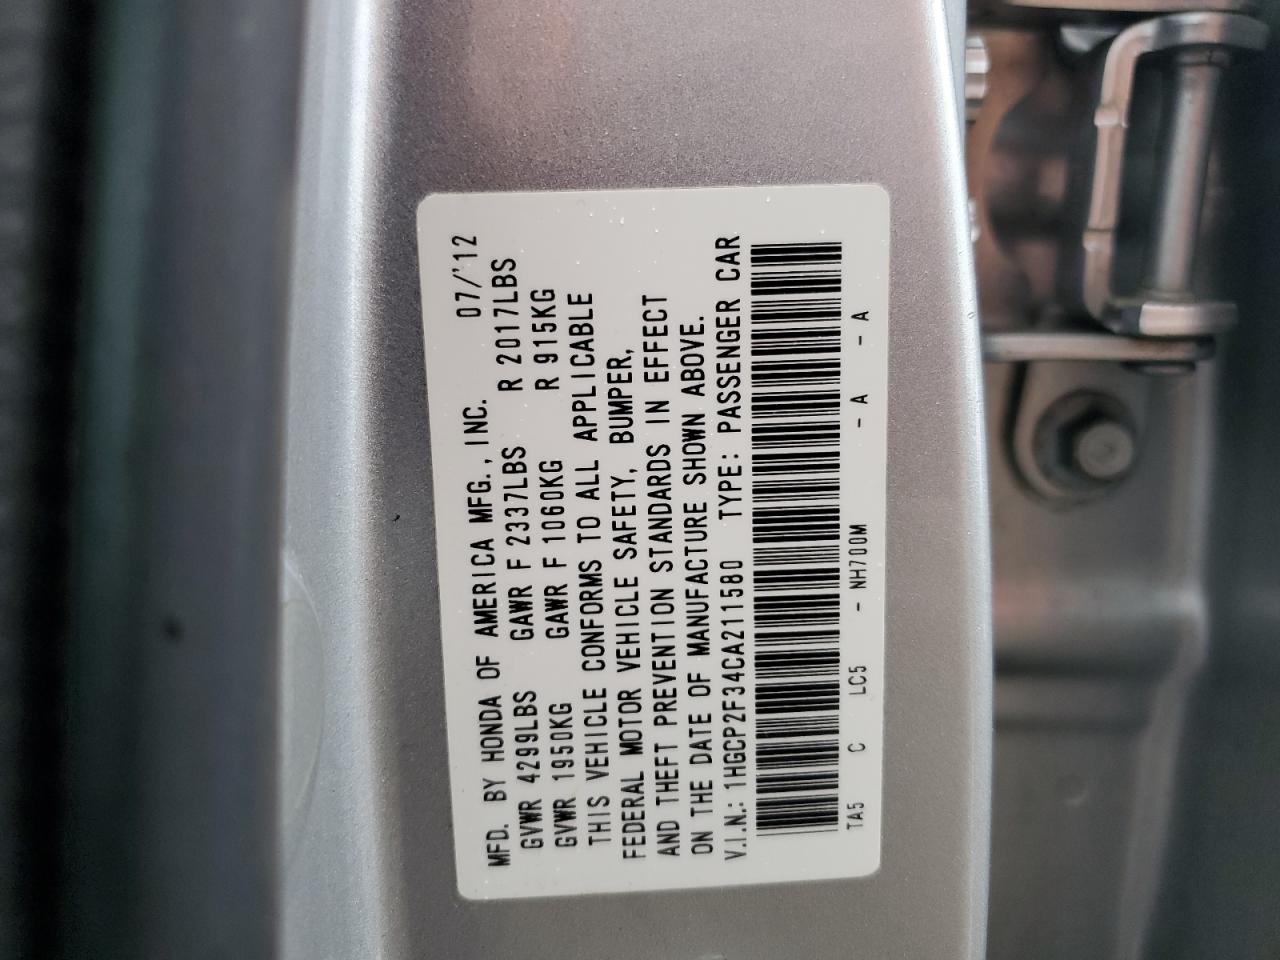 MFD. BY HONDA OF AMERICA MFG., INC. 07/'12
GVWR 4299LBS GAWR F 2337LBS R 2017LBS
GVWR 1950KG GAWR F 1060KG R 915KG
THIS VEHICLE CONFORMS TO ALL APPLICABLE
FEDERAL MOTOR VEHICLE SAFETY, BUMPER,
AND THEFT PREVENTION STANDARDS IN EFFECT
ON THE DATE OF MANUFACTURE SHOWN ABOVE.
V.I.N.: 1HGCP2F34CA211580 TYPE: PASSENGER CAR
TA5 C LC5 - NH700M - A - A